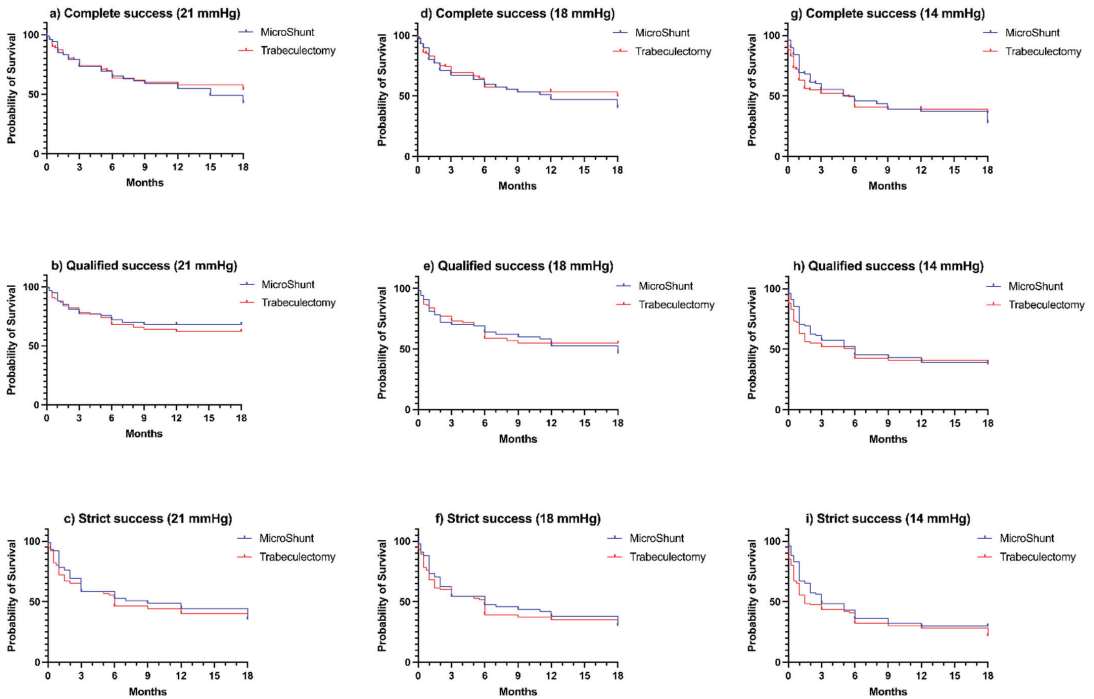 a) Complete success (21 mmHg)
MicroShunt
Trabeculectomy
Probability of Survival
100
50
0
0 3 6 9 12 15 18
Months
d) Complete success (18 mmHg)
MicroShunt
Trabeculectomy
Probability of Survival
100
50
0
0 3 6 9 12 15 18
Months
g) Complete success (14 mmHg)
MicroShunt
Trabeculectomy
Probability of Survival
100
50
0
0 3 6 9 12 15 18
Months
b) Qualified success (21 mmHg)
MicroShunt
Trabeculectomy
Probability of Survival
100
50
0
0 3 6 9 12 15 18
Months
e) Qualified success (18 mmHg)
MicroShunt
Trabeculectomy
Probability of Survival
100
50
0
0 3 6 9 12 15 18
Months
h) Qualified success (14 mmHg)
MicroShunt
Trabeculectomy
Probability of Survival
100
50
0
0 3 6 9 12 15 18
Months
c) Strict success (21 mmHg)
MicroShunt
Trabeculectomy
Probability of Survival
100
50
0
0 3 6 9 12 15 18
Months
f) Strict success (18 mmHg)
MicroShunt
Trabeculectomy
Probability of Survival
100
50
0
0 3 6 9 12 15 18
Months
i) Strict success (14 mmHg)
MicroShunt
Trabeculectomy
Probability of Survival
100
50
0
0 3 6 9 12 15 18
Months